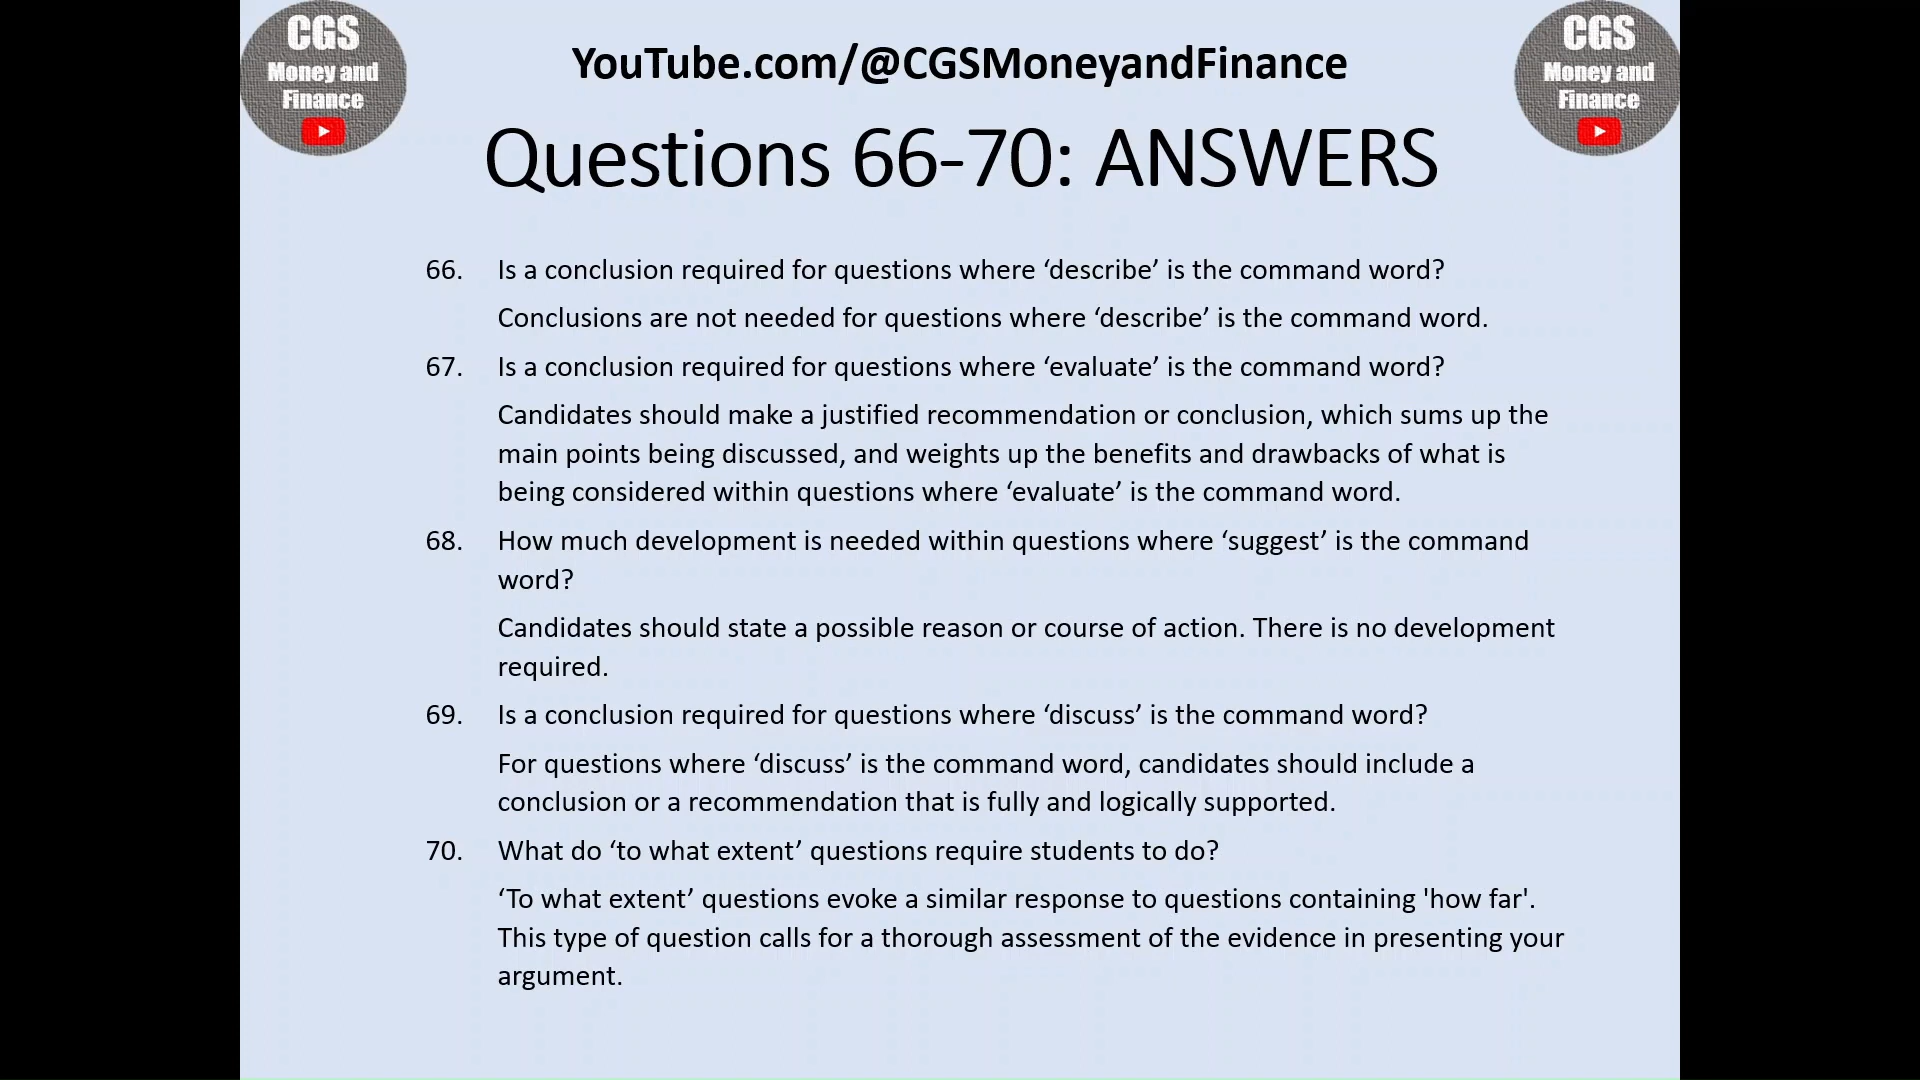 CGS
Money and
Finance
YouTube.com/@CGSMoneyandFinance
CGS
Money and
Finance
Questions 66-70: ANSWERS
66. Is a conclusion required for questions where ‘describe’ is the command word?
Conclusions are not needed for questions where ‘describe’ is the command word.
67. Is a conclusion required for questions where ‘evaluate’ is the command word?
Candidates should make a justified recommendation or conclusion, which sums up the
main points being discussed, and weights up the benefits and drawbacks of what is
being considered within questions where ‘evaluate’ is the command word.
68. How much development is needed within questions where ‘suggest’ is the command
word?
Candidates should state a possible reason or course of action. There is no development
required.
69. Is a conclusion required for questions where ‘discuss’ is the command word?
For questions where ‘discuss’ is the command word, candidates should include a
conclusion or a recommendation that is fully and logically supported.
70. What do ‘to what extent’ questions require students to do?
‘To what extent’ questions evoke a similar response to questions containing 'how far'.
This type of question calls for a thorough assessment of the evidence in presenting your
argument.